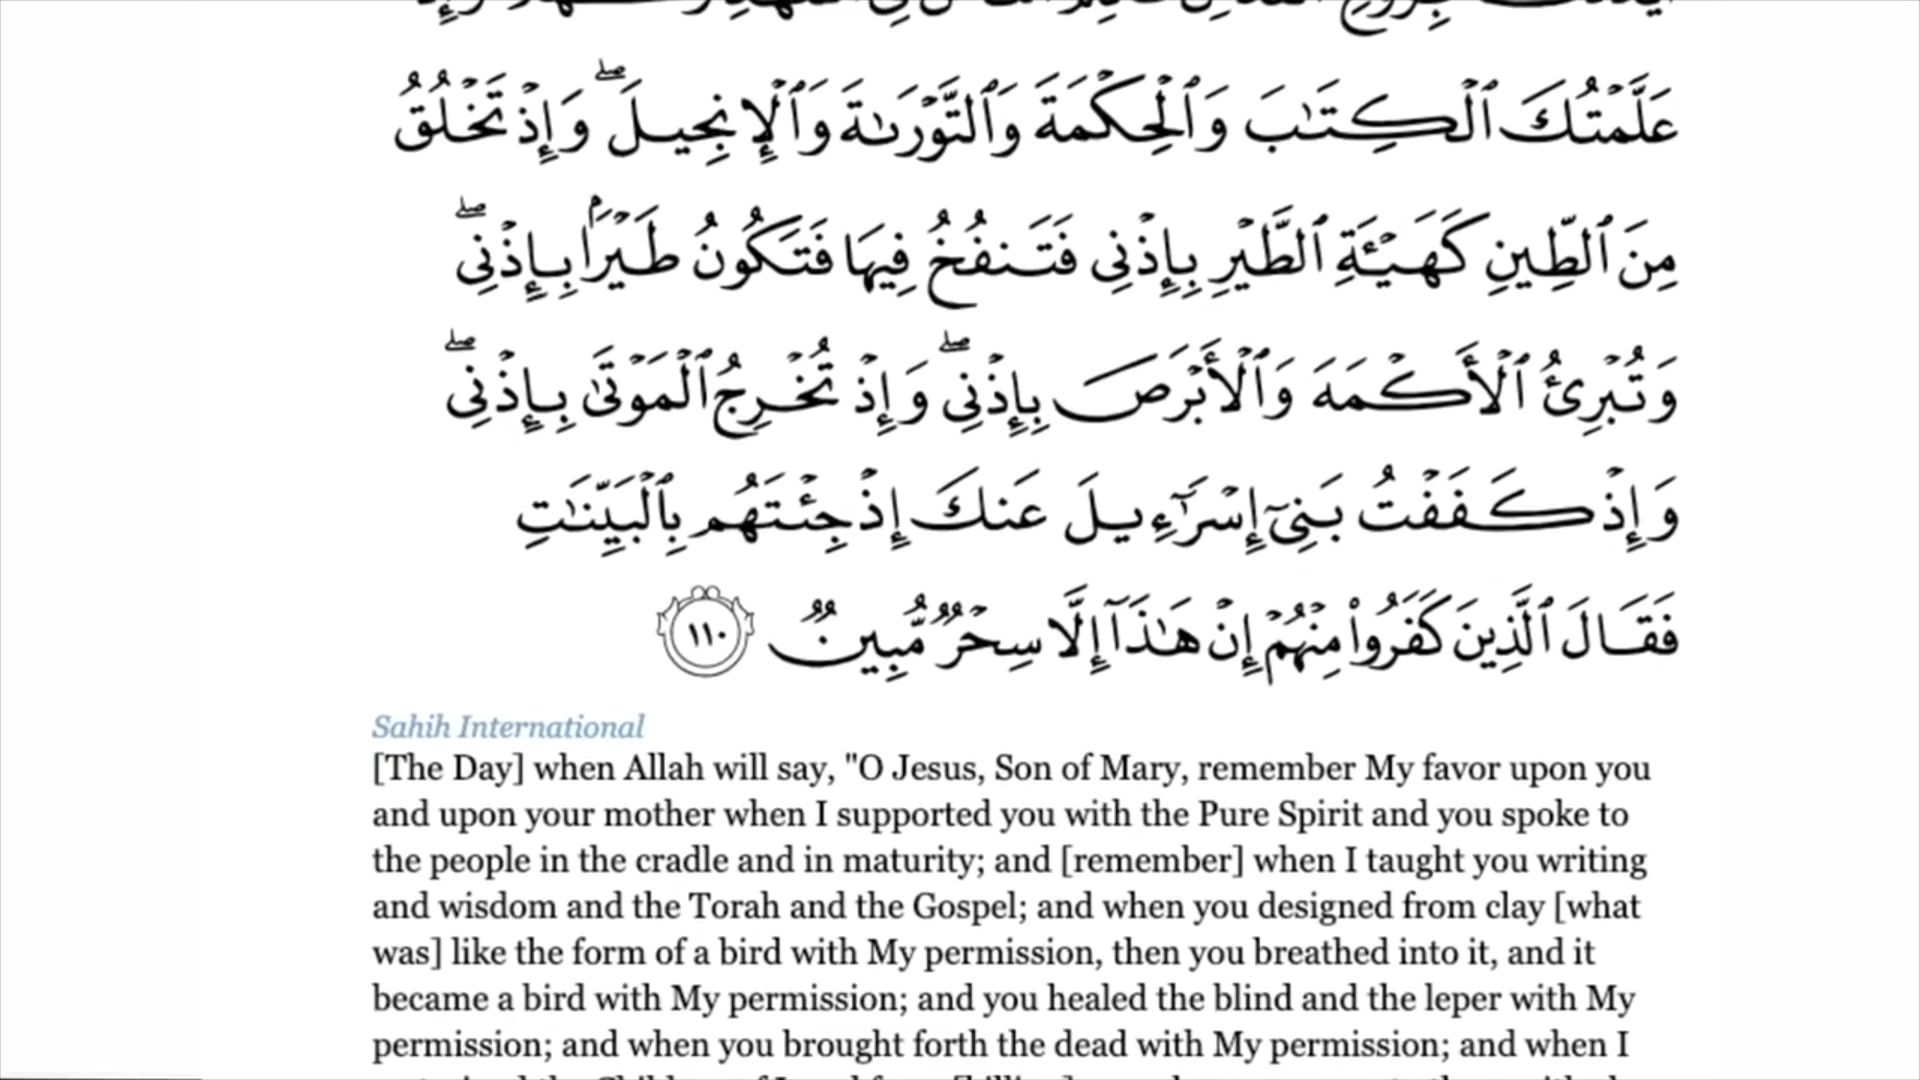 عَلَّمْتُكَ ٱلْكِتَٰبَ وَٱلْحِكْمَةَ وَٱلتَّوْرَىٰةَ وَٱلْإِنجِيلَ ۖ وَإِذْ تَخْلُقُ
مِنَ ٱلطِّينِ كَهَيْـَٔةِ ٱلطَّيْرِ بِإِذْنِى فَتَنفُخُ فِيهَا فَتَكُونُ طَيْرًۢا بِإِذْنِى ۖ
وَتُبْرِئُ ٱلْأَكْمَهَ وَٱلْأَبْرَصَ بِإِذْنِى ۖ وَإِذْ تُخْرِجُ ٱلْمَوْتَىٰ بِإِذْنِى ۖ
وَإِذْ كَفَفْتُ بَنِىٓ إِسْرَٰٓءِيلَ عَنكَ إِذْ جِئْتَهُم بِٱلْبَيِّنَٰتِ
فَقَالَ ٱلَّذِينَ كَفَرُوا۟ مِنْهُمْ إِنْ هَٰذَآ إِلَّا سِحْرٌ مُّبِينٌ ١١٠
Sahih International
[The Day] when Allah will say, "O Jesus, Son of Mary, remember My favor upon you
and upon your mother when I supported you with the Pure Spirit and you spoke to
the people in the cradle and in maturity; and [remember] when I taught you writing
and wisdom and the Torah and the Gospel; and when you designed from clay [what
was] like the form of a bird with My permission, then you breathed into it, and it
became a bird with My permission; and you healed the blind and the leper with My
permission; and when you brought forth the dead with My permission; and when I